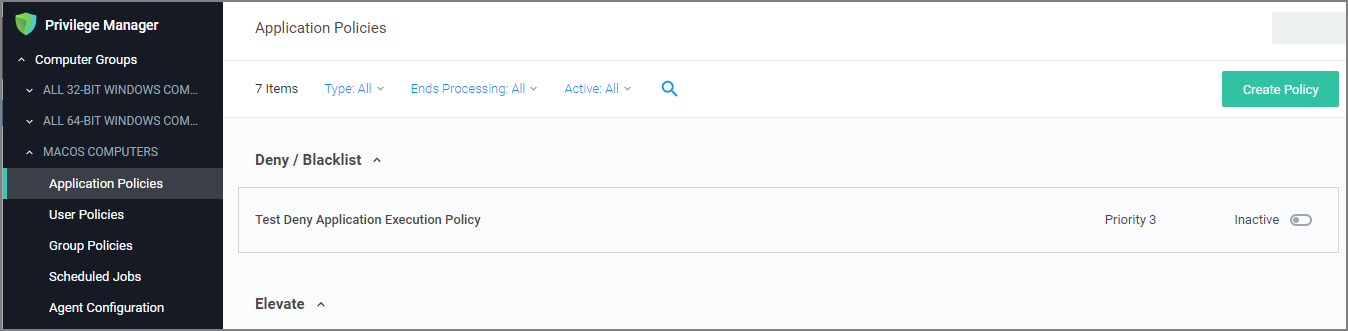 Privilege Manager
Computer Groups
ALL 32-BIT WINDOWS COM...
ALL 64-BIT WINDOWS COM...
MACOS COMPUTERS
Application Policies
User Policies
Group Policies
Scheduled Jobs
Agent Configuration
Application Policies
7 Items Type: All Ends Processing: All Active: All Create Policy
Deny / Blacklist
Test Deny Application Execution Policy Priority 3 Inactive
Elevate